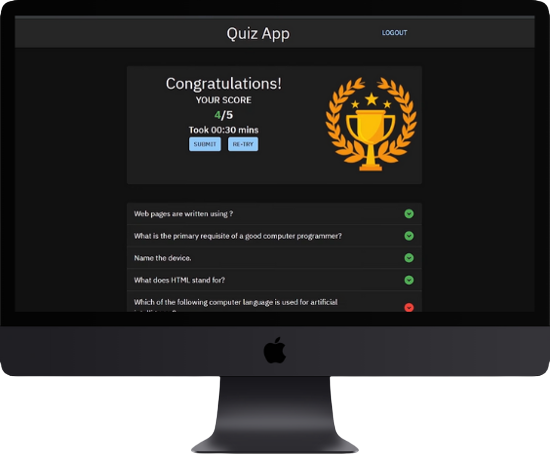 Quiz App
LOGOUT
Congratulations!
YOUR SCORE
4/5
Took 00:30 mins
SUBMIT
RE-TRY
Web pages are written using ?
What is the primary requisite of a good computer programmer?
Name the device.
What does HTML stand for?
Which of the following computer language is used for artificial